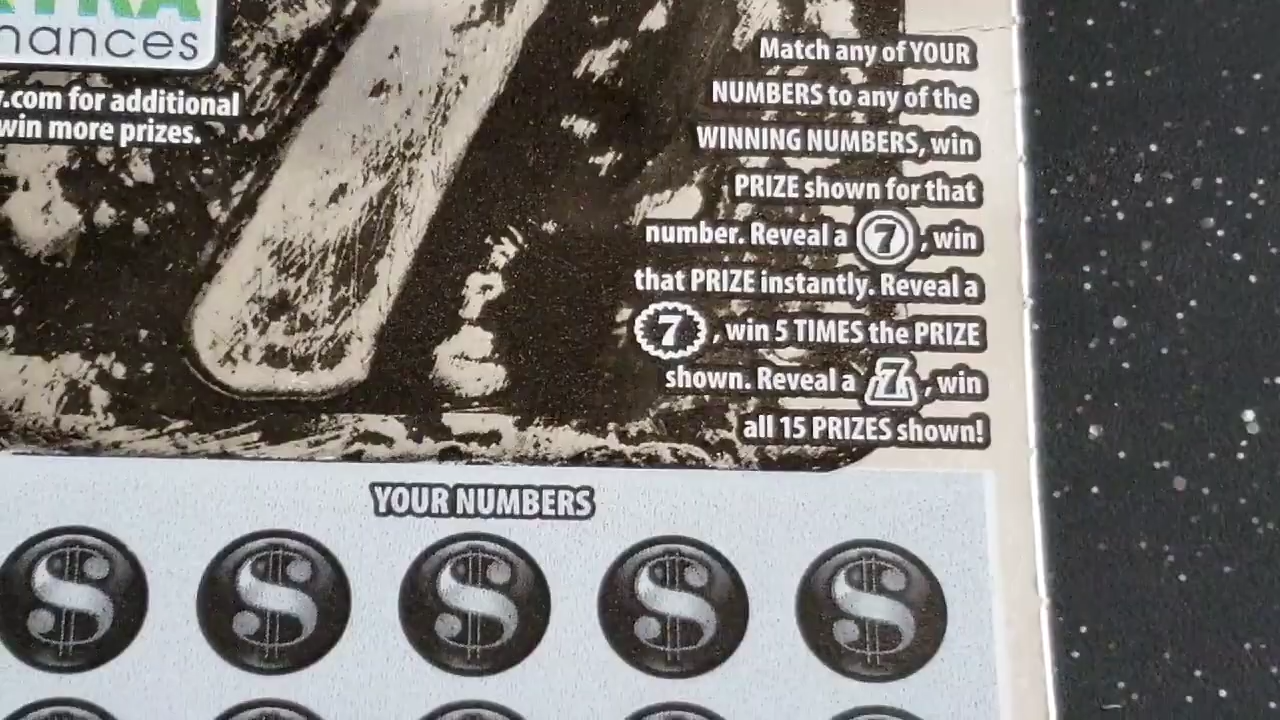 hances
.com for additional
win more prizes.
Match any of YOUR
NUMBERS to any of the
WINNING NUMBERS, win
PRIZE shown for that
number. Reveal a 7, win
that PRIZE instantly. Reveal a
7, win 5 TIMES the PRIZE
shown. Reveal a 7, win
all 15 PRIZES shown!
YOUR NUMBERS
$ $ $ $ $